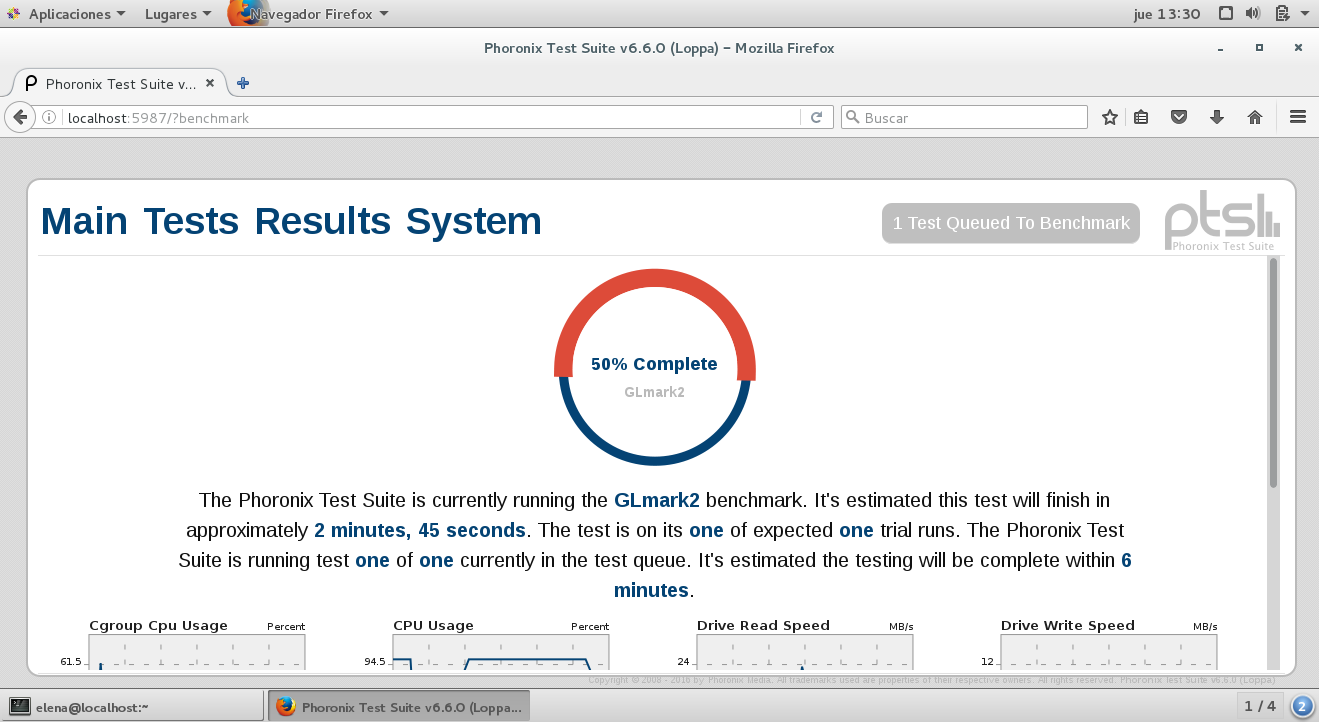 Aplicaciones Lugares Navegador Firefox jue 13:30
Phoronix Test Suite v6.6.0 (Loppa) – Mozilla Firefox
Phoronix Test Suite v...
localhost:5987/?benchmark Buscar
Main Tests Results System 1 Test Queued To Benchmark pts
Phoronix Test Suite
50% Complete
GLmark2
The Phoronix Test Suite is currently running the GLmark2 benchmark. It's estimated this test will finish in
approximately 2 minutes, 45 seconds. The test is on its one of expected one trial runs. The Phoronix Test
Suite is running test one of one currently in the test queue. It's estimated the testing will be complete within 6
minutes.
Cgroup Cpu Usage Percent CPU Usage Percent Drive Read Speed MB/s Drive Write Speed MB/s
61.5 94.5 24 12
Copyright © 2008 - 2016 by Phoronix Media. All trademarks used are properties of their respective owners. All rights reserved. Phoronix Test Suite v6.6.0 (Loppa)
elena@localhost:~ Phoronix Test Suite v6.6.0 (Loppa... 1 / 4 2